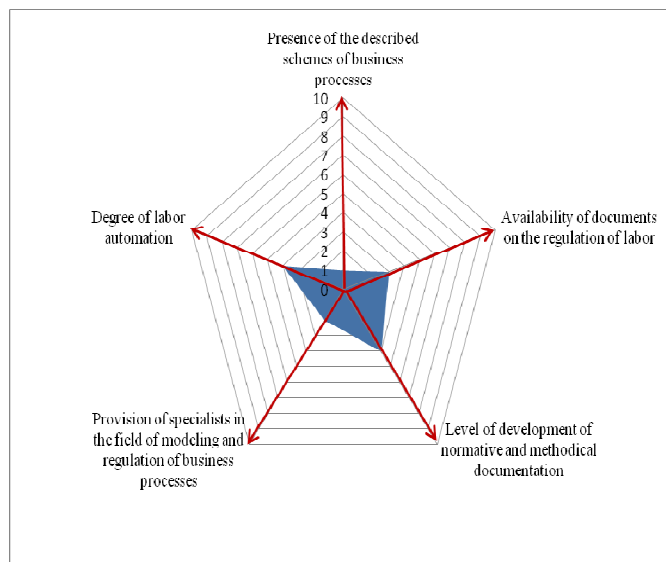 Presence of the described
schemes of business
processes
10
9
8
7
6
5
4
3
2
1
0
Degree of labor
automation
Availability of documents
on the regulation of labor
Provision of specialists in
the field of modeling and
regulation of business
processes
Level of development of
normative and methodical
documentation